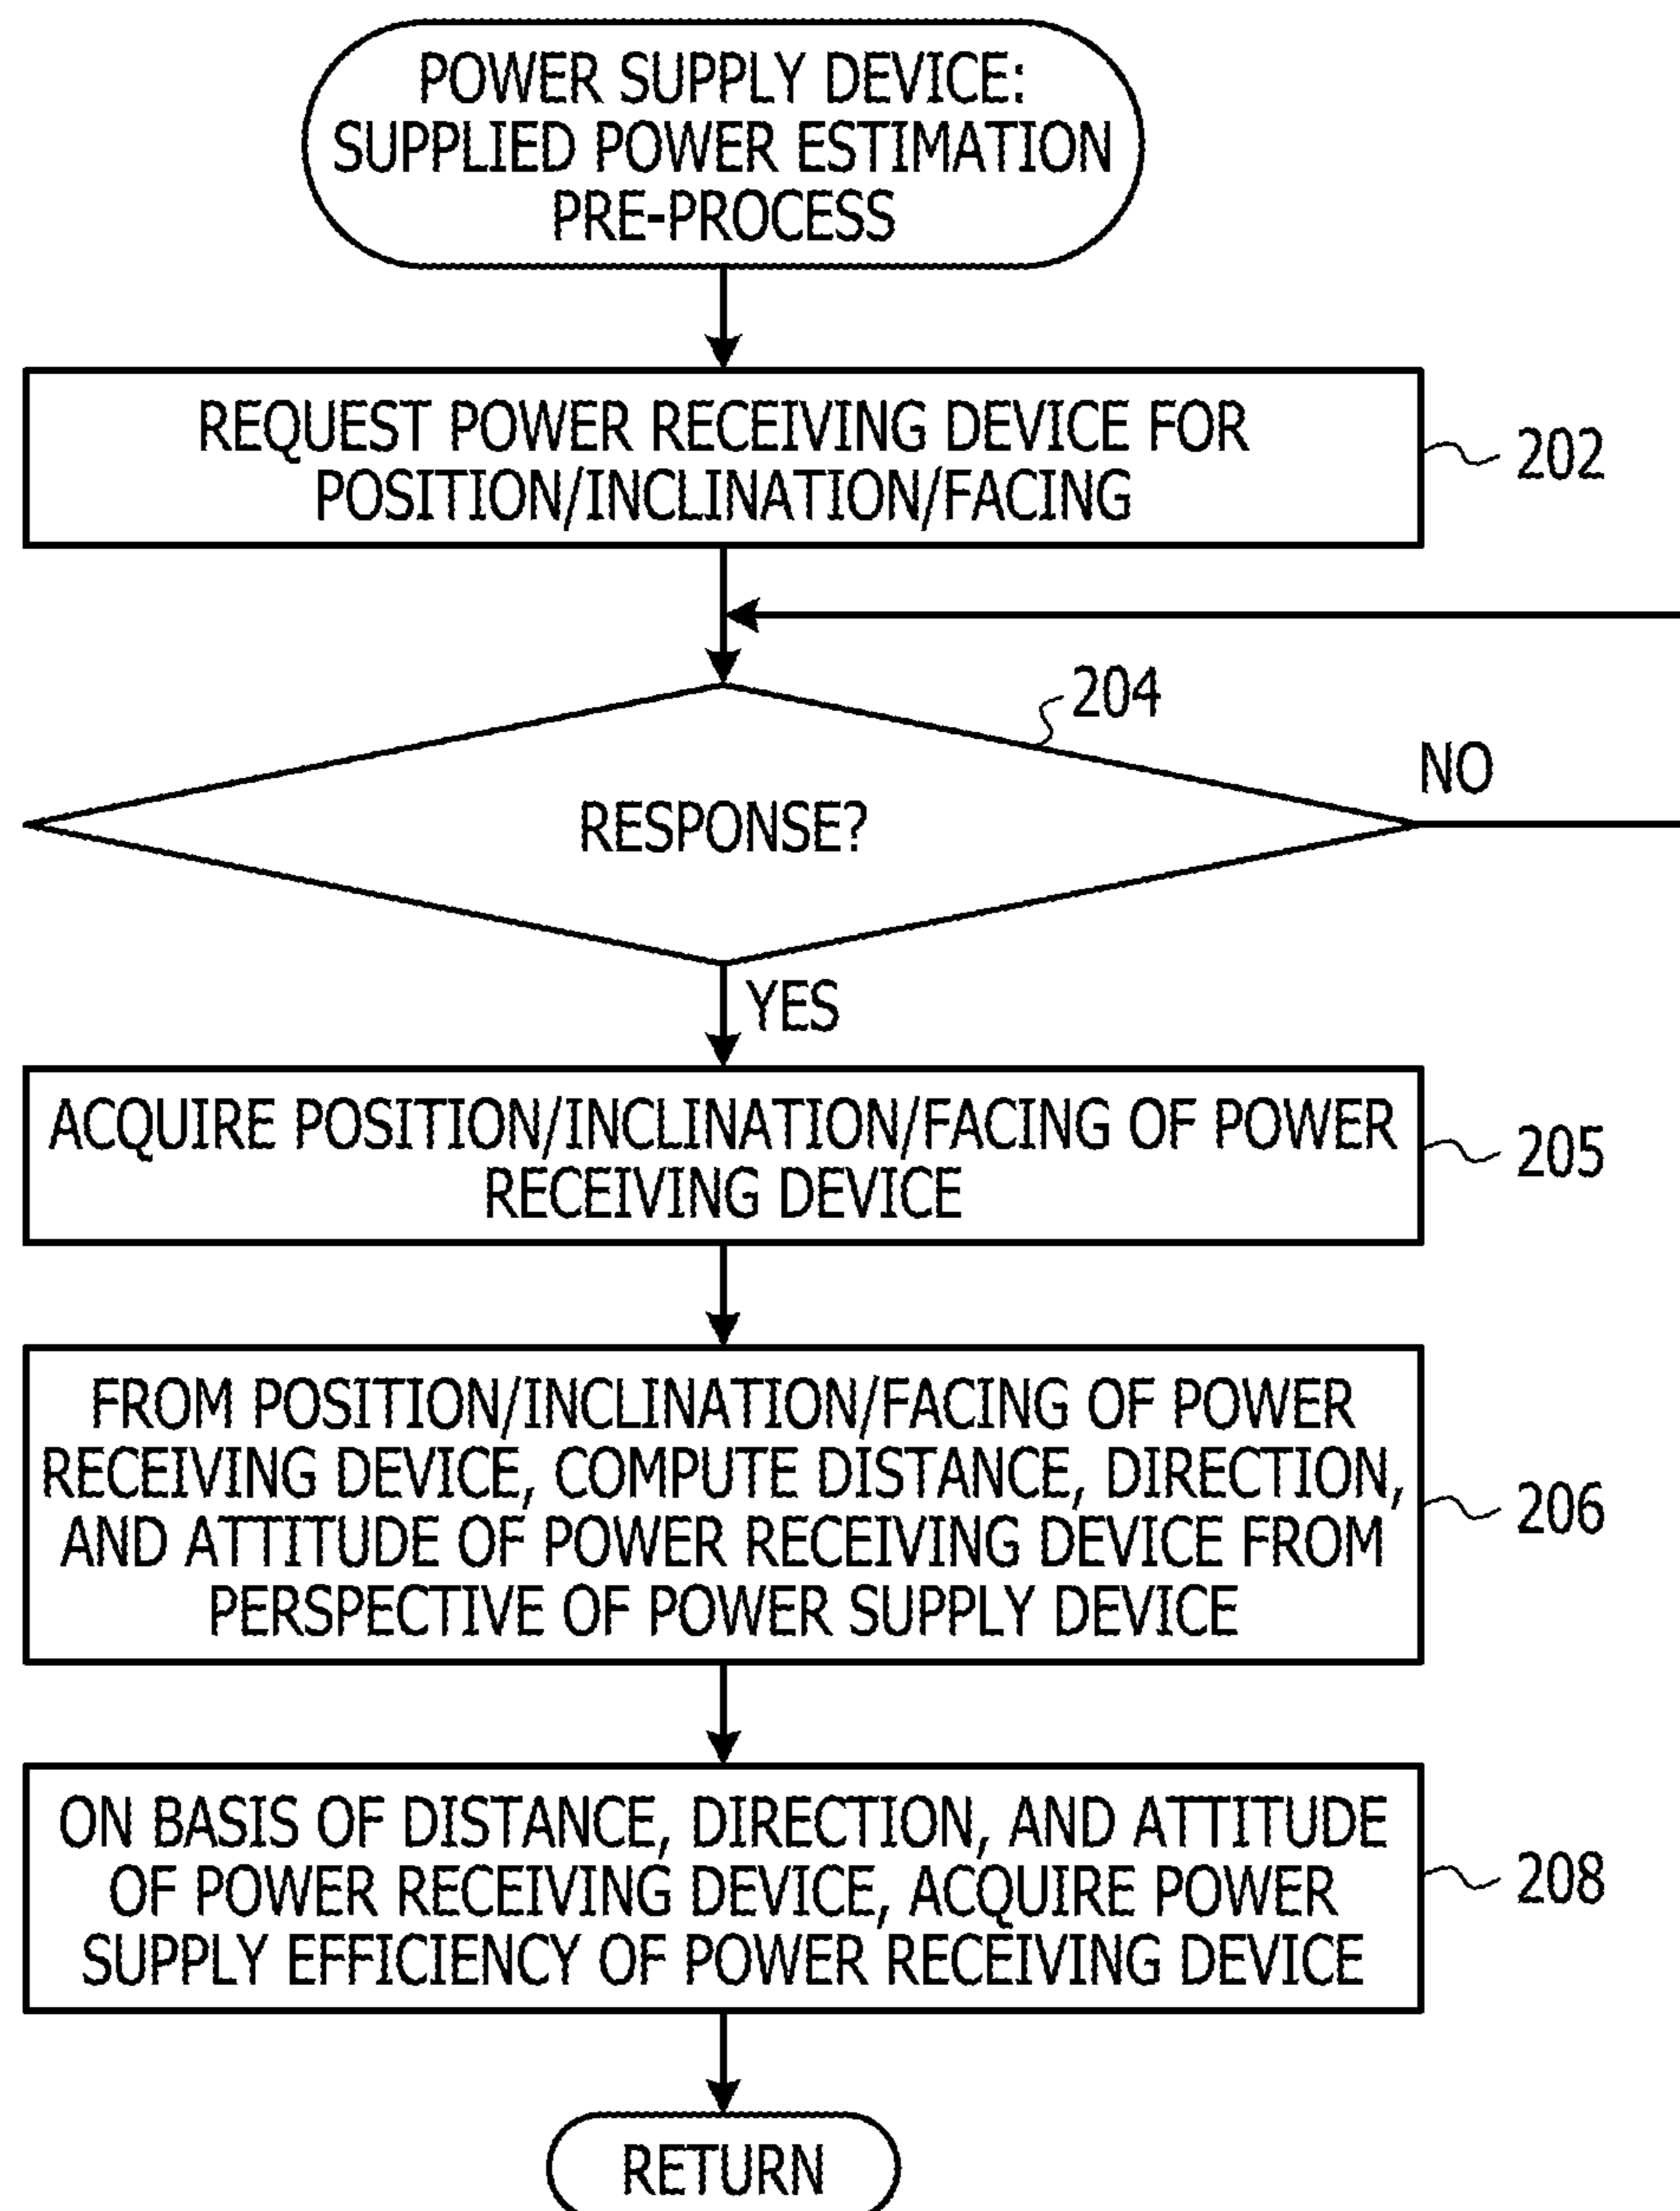 POWER SUPPLY DEVICE:
SUPPLIED POWER ESTIMATION
PRE-PROCESS
REQUEST POWER RECEIVING DEVICE FOR
POSITION/INCLINATION/FACING
202
204
NO
RESPONSE?
YES
ACQUIRE POSITION/INCLINATION/FACING OF POWER
RECEIVING DEVICE
205
FROM POSITION/INCLINATION/FACING OF POWER
RECEIVING DEVICE, COMPUTE DISTANCE, DIRECTION,
AND ATTITUDE OF POWER RECEIVING DEVICE FROM
PERSPECTIVE OF POWER SUPPLY DEVICE
206
ON BASIS OF DISTANCE, DIRECTION, AND ATTITUDE
OF POWER RECEIVING DEVICE, ACQUIRE POWER
SUPPLY EFFICIENCY OF POWER RECEIVING DEVICE
208
RETURN